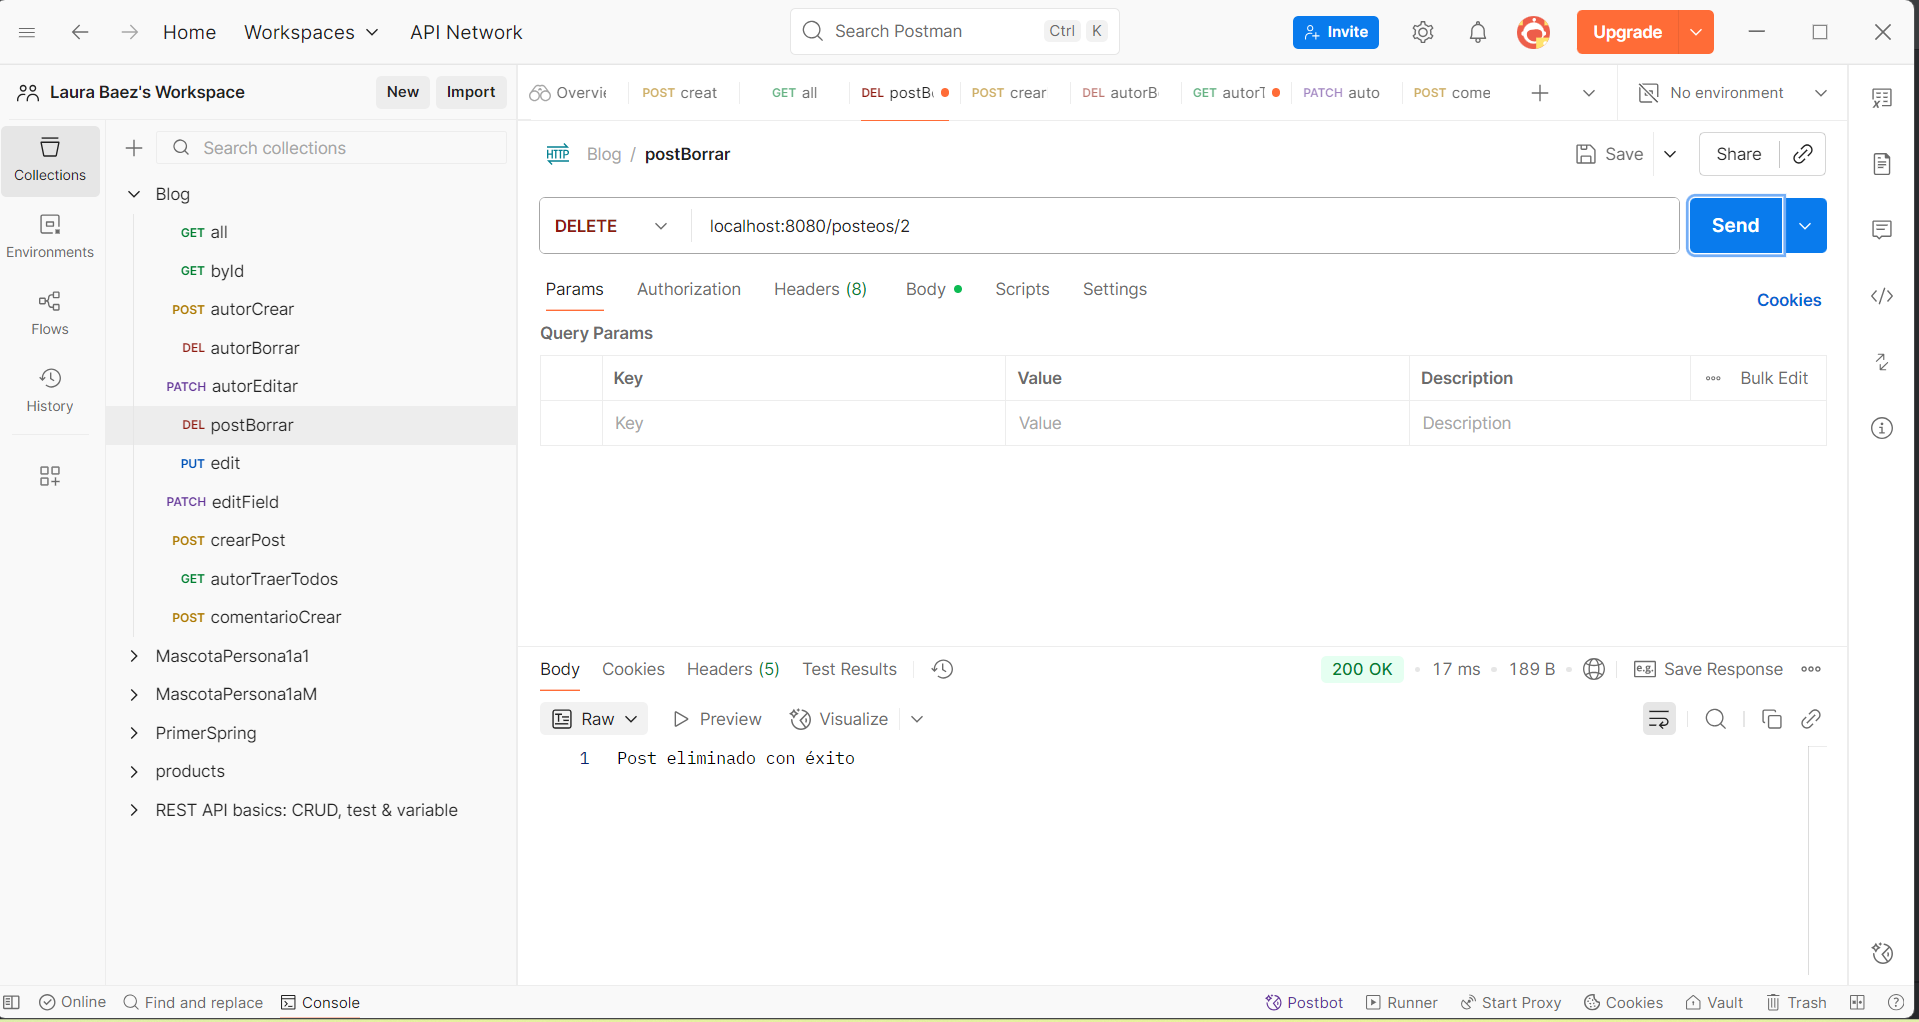 Home Workspaces API Network Search Postman Ctrl K Invite Upgrade
Laura Baez's Workspace New Import
Overvie POST creat GET all DEL postB POST crear DEL autorB GET autorT PATCH auto POST come No environment
Collections
Environments
Flows
History
Search collections
Blog
GET all
GET byId
POST autorCrear
DEL autorBorrar
PATCH autorEditar
DEL postBorrar
PUT edit
PATCH editField
POST crearPost
GET autorTraerTodos
POST comentarioCrear
MascotaPersona1a1
MascotaPersona1aM
PrimerSpring
products
REST API basics: CRUD, test & variable
HTTP Blog / postBorrar Save Share
DELETE localhost:8080/posteos/2 Send
Params Authorization Headers (8) Body Scripts Settings Cookies
Query Params
Key Value Description Bulk Edit
Key Value Description
Body Cookies Headers (5) Test Results 200 OK 17 ms 189 B e.g. Save Response
Raw Preview Visualize
1 Post eliminado con éxito
Online Find and replace Console Postbot Runner Start Proxy Cookies Vault Trash